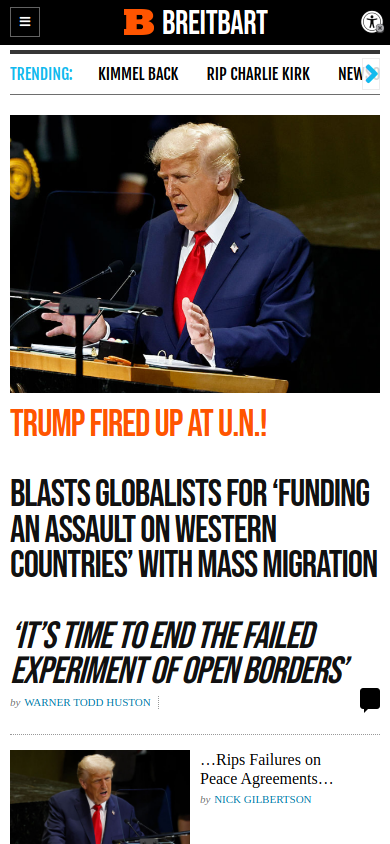 BREITBART
TRENDING:
KIMMEL BACK
RIP CHARLIE KIRK
NEW
TRUMP FIRED UP AT U.N.!
BLASTS GLOBALISTS FOR ‘FUNDING
AN ASSAULT ON WESTERN
COUNTRIES’ WITH MASS MIGRATION
‘IT’S TIME TO END THE FAILED
EXPERIMENT OF OPEN BORDERS’
by WARNER TODD HUSTON
…Rips Failures on
Peace Agreements…
by NICK GILBERTSON